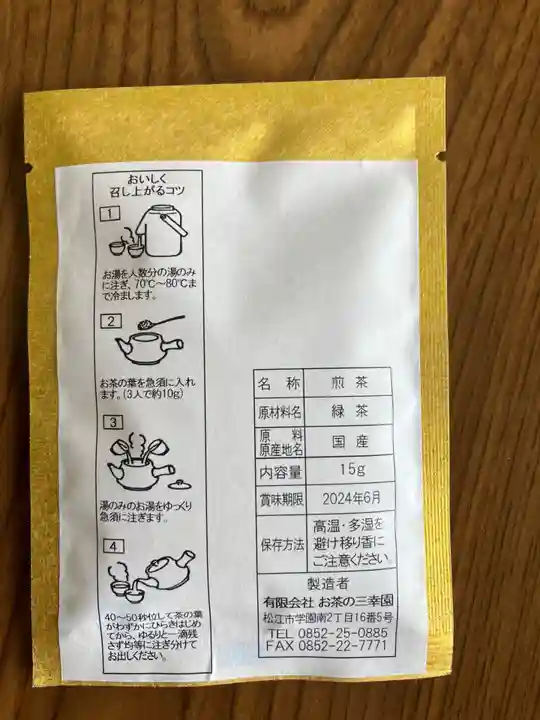 おいしく
召し上がるコツ
1
お湯を人数分の湯のみ
に注ぎ、70℃〜80℃まで
で冷まします。
2
お茶の葉を急須に入れ
ます。(3人で約10g)
3
湯のみのお湯をゆっくり
急須に注ぎます。
4
40〜50秒位して茶の葉
がわずかにひらきはじめ
てから、ゆるりと一滴残
さず均等に注ぎ分けて
お出しください。
名称 煎茶
原材料名 緑茶
原料
原産地名 国産
内容量 15g
賞味期限 2024年6月
保存方法 高温・多湿を
避け移り香に
ご注意ください
製造者
有限会社 お茶の三幸園
松江市学園南2丁目16番5号
TEL 0852-25-0885
FAX 0852-22-7771